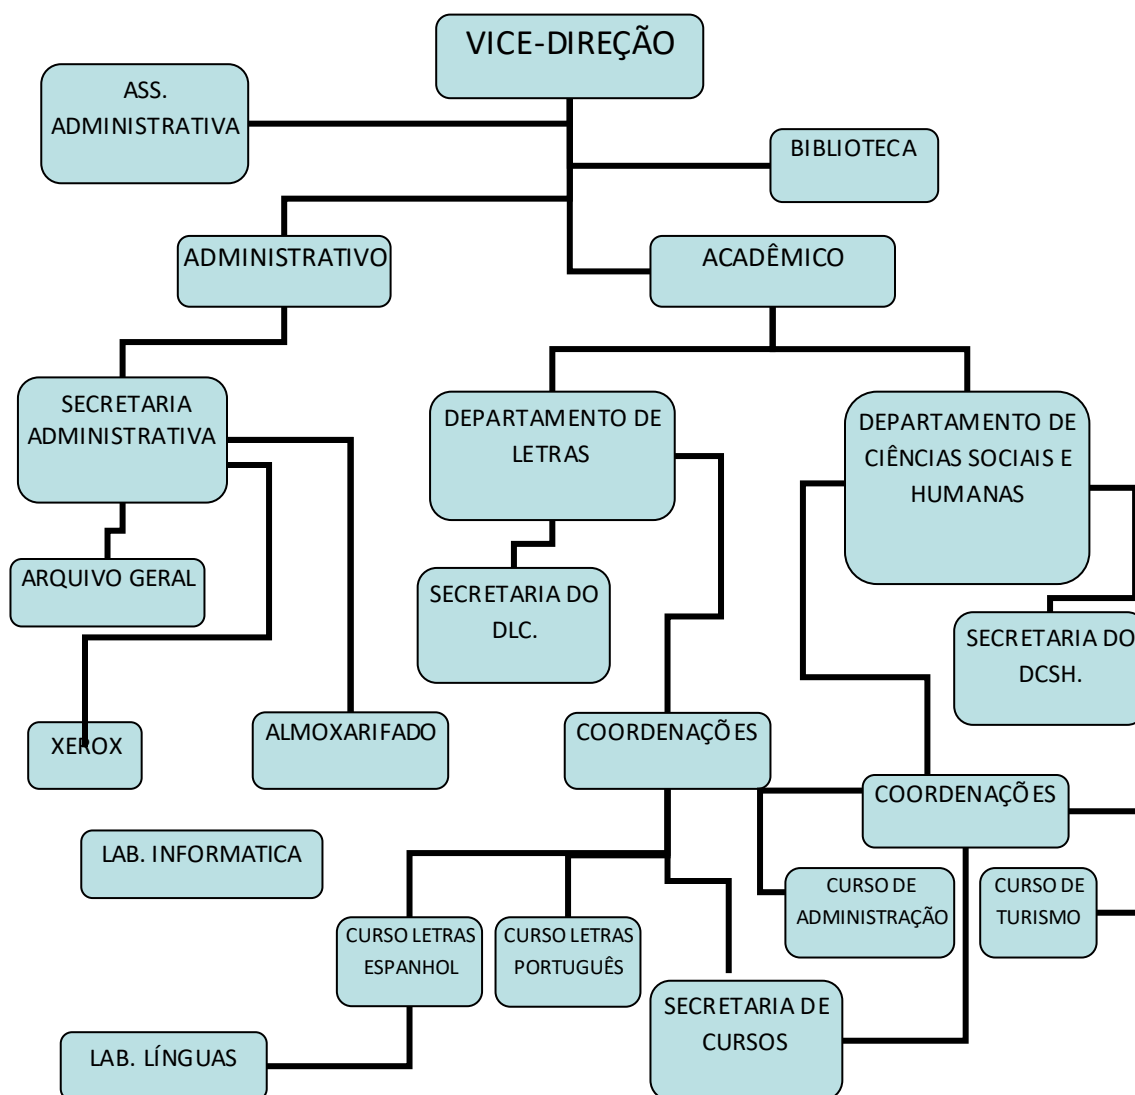 VICE-DIREÇÃO
ASS.
ADMINISTRATIVA
BIBLIOTECA
ADMINISTRATIVO
ACADÊMICO
SECRETARIA
ADMINISTRATIVA
DEPARTAMENTO DE
LETRAS
DEPARTAMENTO DE
CIÊNCIAS SOCIAIS E
HUMANAS
ARQUIVO GERAL
SECRETARIA DO
DLC.
SECRETARIA DO
DCSH.
XEROX
ALMOXARIFADO
COORDENAÇÕES
COORDENAÇÕES
LAB. INFORMATICA
CURSO DE
ADMINISTRAÇÃO
CURSO DE
TURISMO
CURSO LETRAS
ESPANHOL
CURSO LETRAS
PORTUGUÊS
SECRETARIA DE
CURSOS
LAB. LÍNGUAS